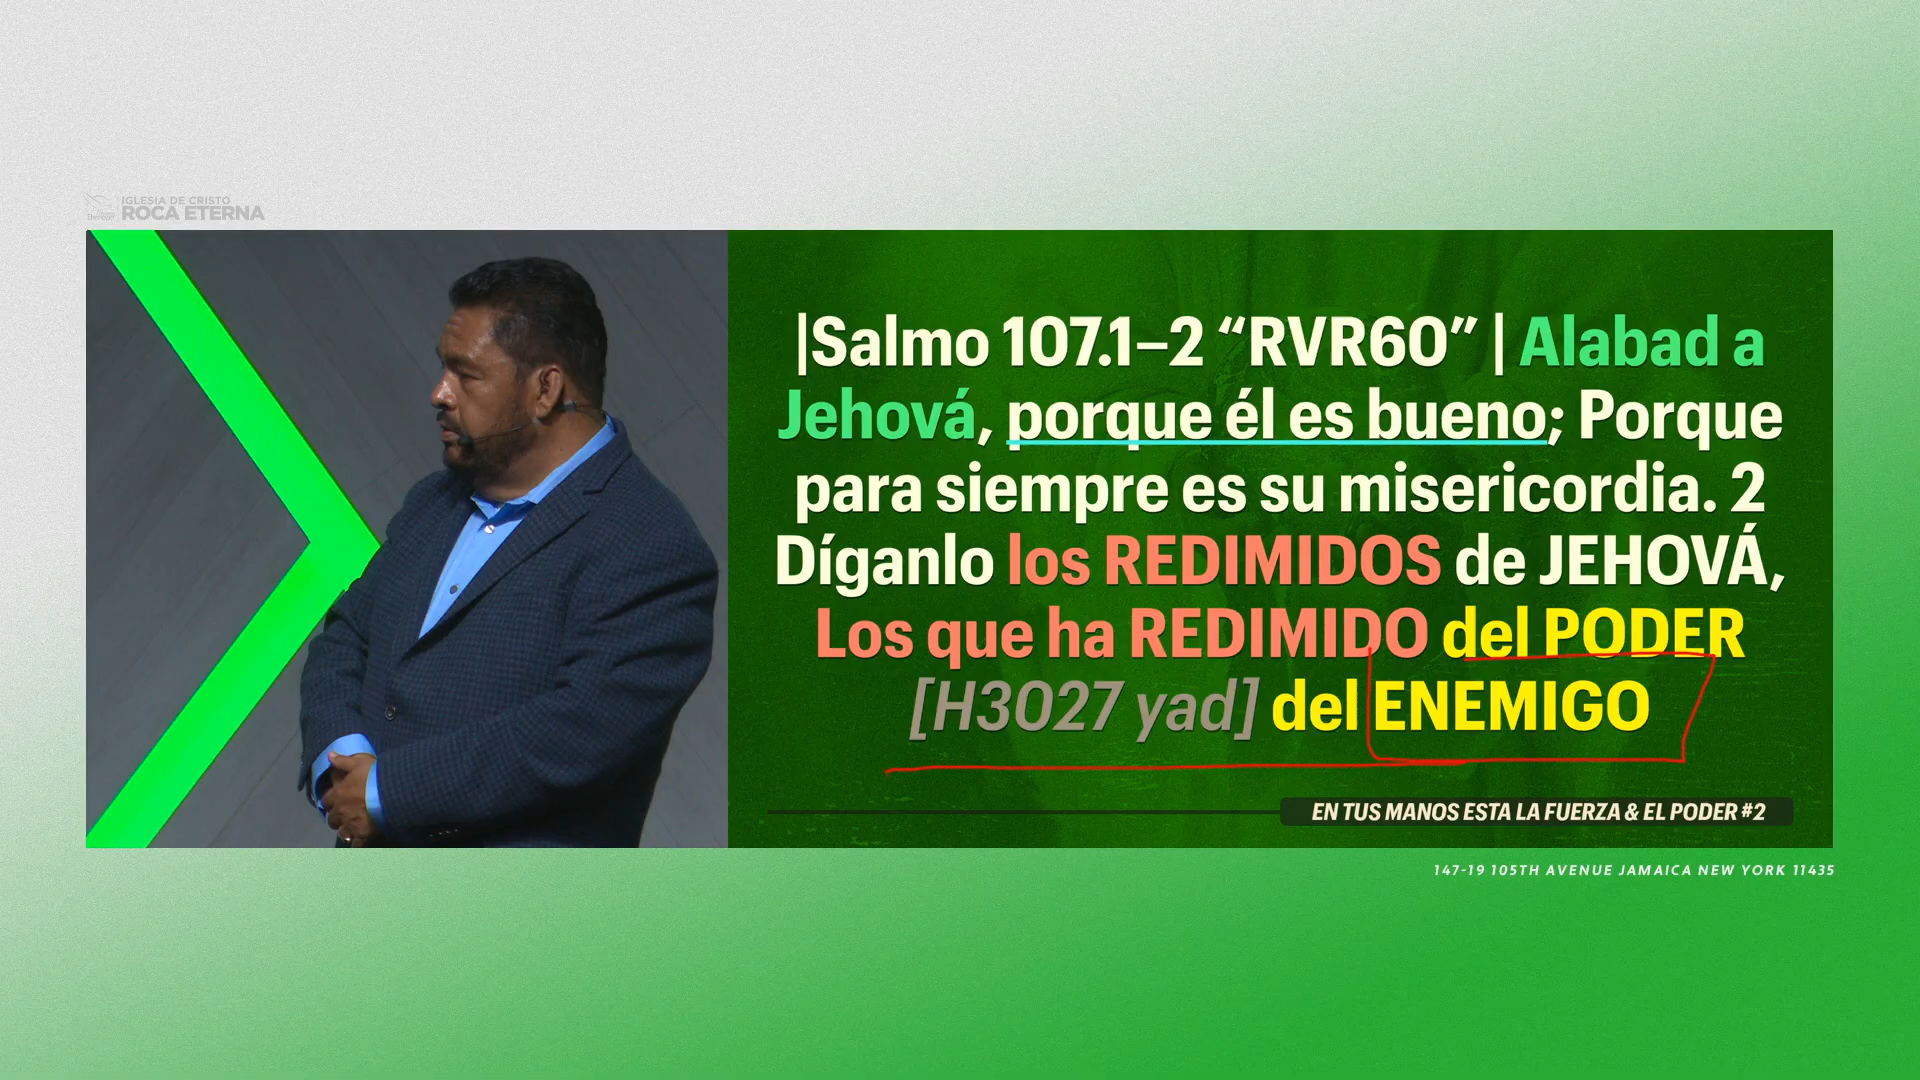 IGLESIA DE CRISTO
ROCA ETERNA
|Salmo 107.1–2 “RVR60” | Alabad a
Jehová, porque él es bueno; Porque
para siempre es su misericordia. 2
Díganlo los REDIMIDOS de JEHOVÁ,
Los que ha REDIMIDO del PODER
[H3027 yad] del ENEMIGO
EN TUS MANOS ESTA LA FUERZA & EL PODER #2
147-19 105TH AVENUE JAMAICA NEW YORK 11435